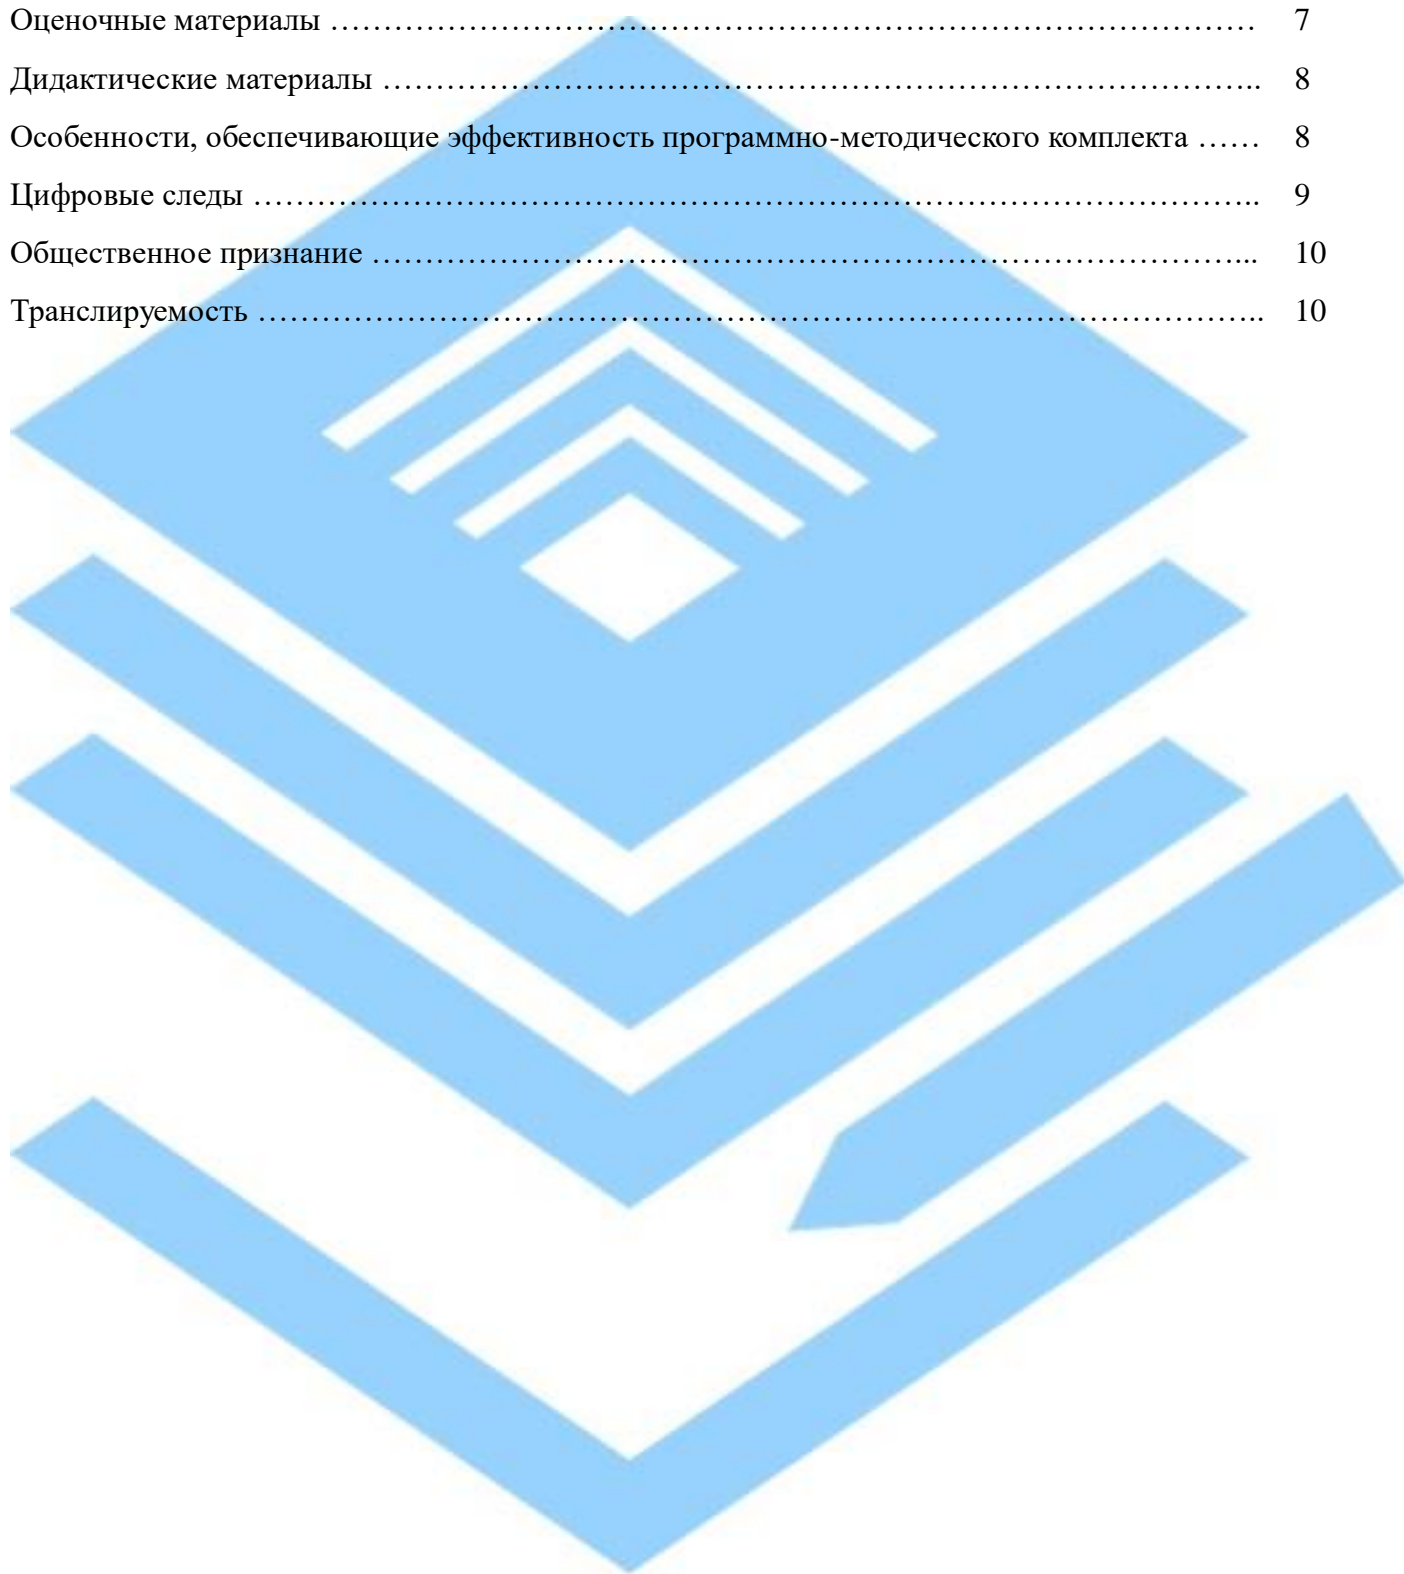 Оценочные материалы …………………………………………………………………………… 7
Дидактические материалы ……………………………………………………………………….. 8
Особенности, обеспечивающие эффективность программно-методического комплекта …… 8
Цифровые следы ………………………………………………………………………………….. 9
Общественное признание ………………………………………………………………………... 10
Транслируемость ………………………………………………………………………………….. 10